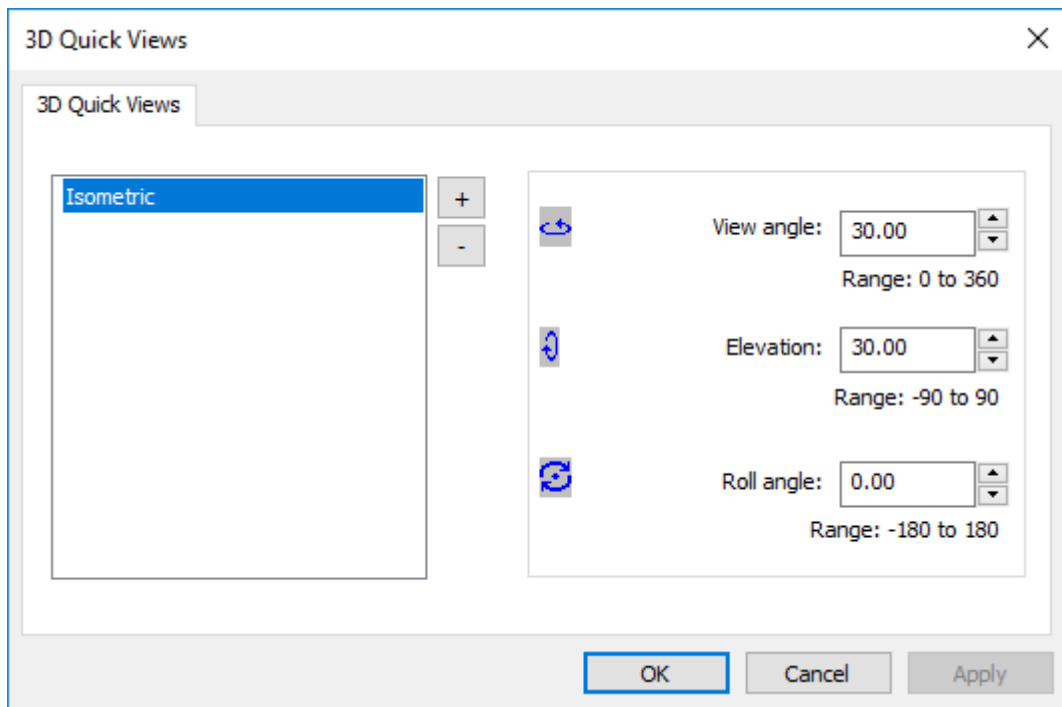 3D Quick Views
3D Quick Views
Isometric
+
-
View angle: 30.00
Range: 0 to 360
Elevation: 30.00
Range: -90 to 90
Roll angle: 0.00
Range: -180 to 180
OK Cancel Apply